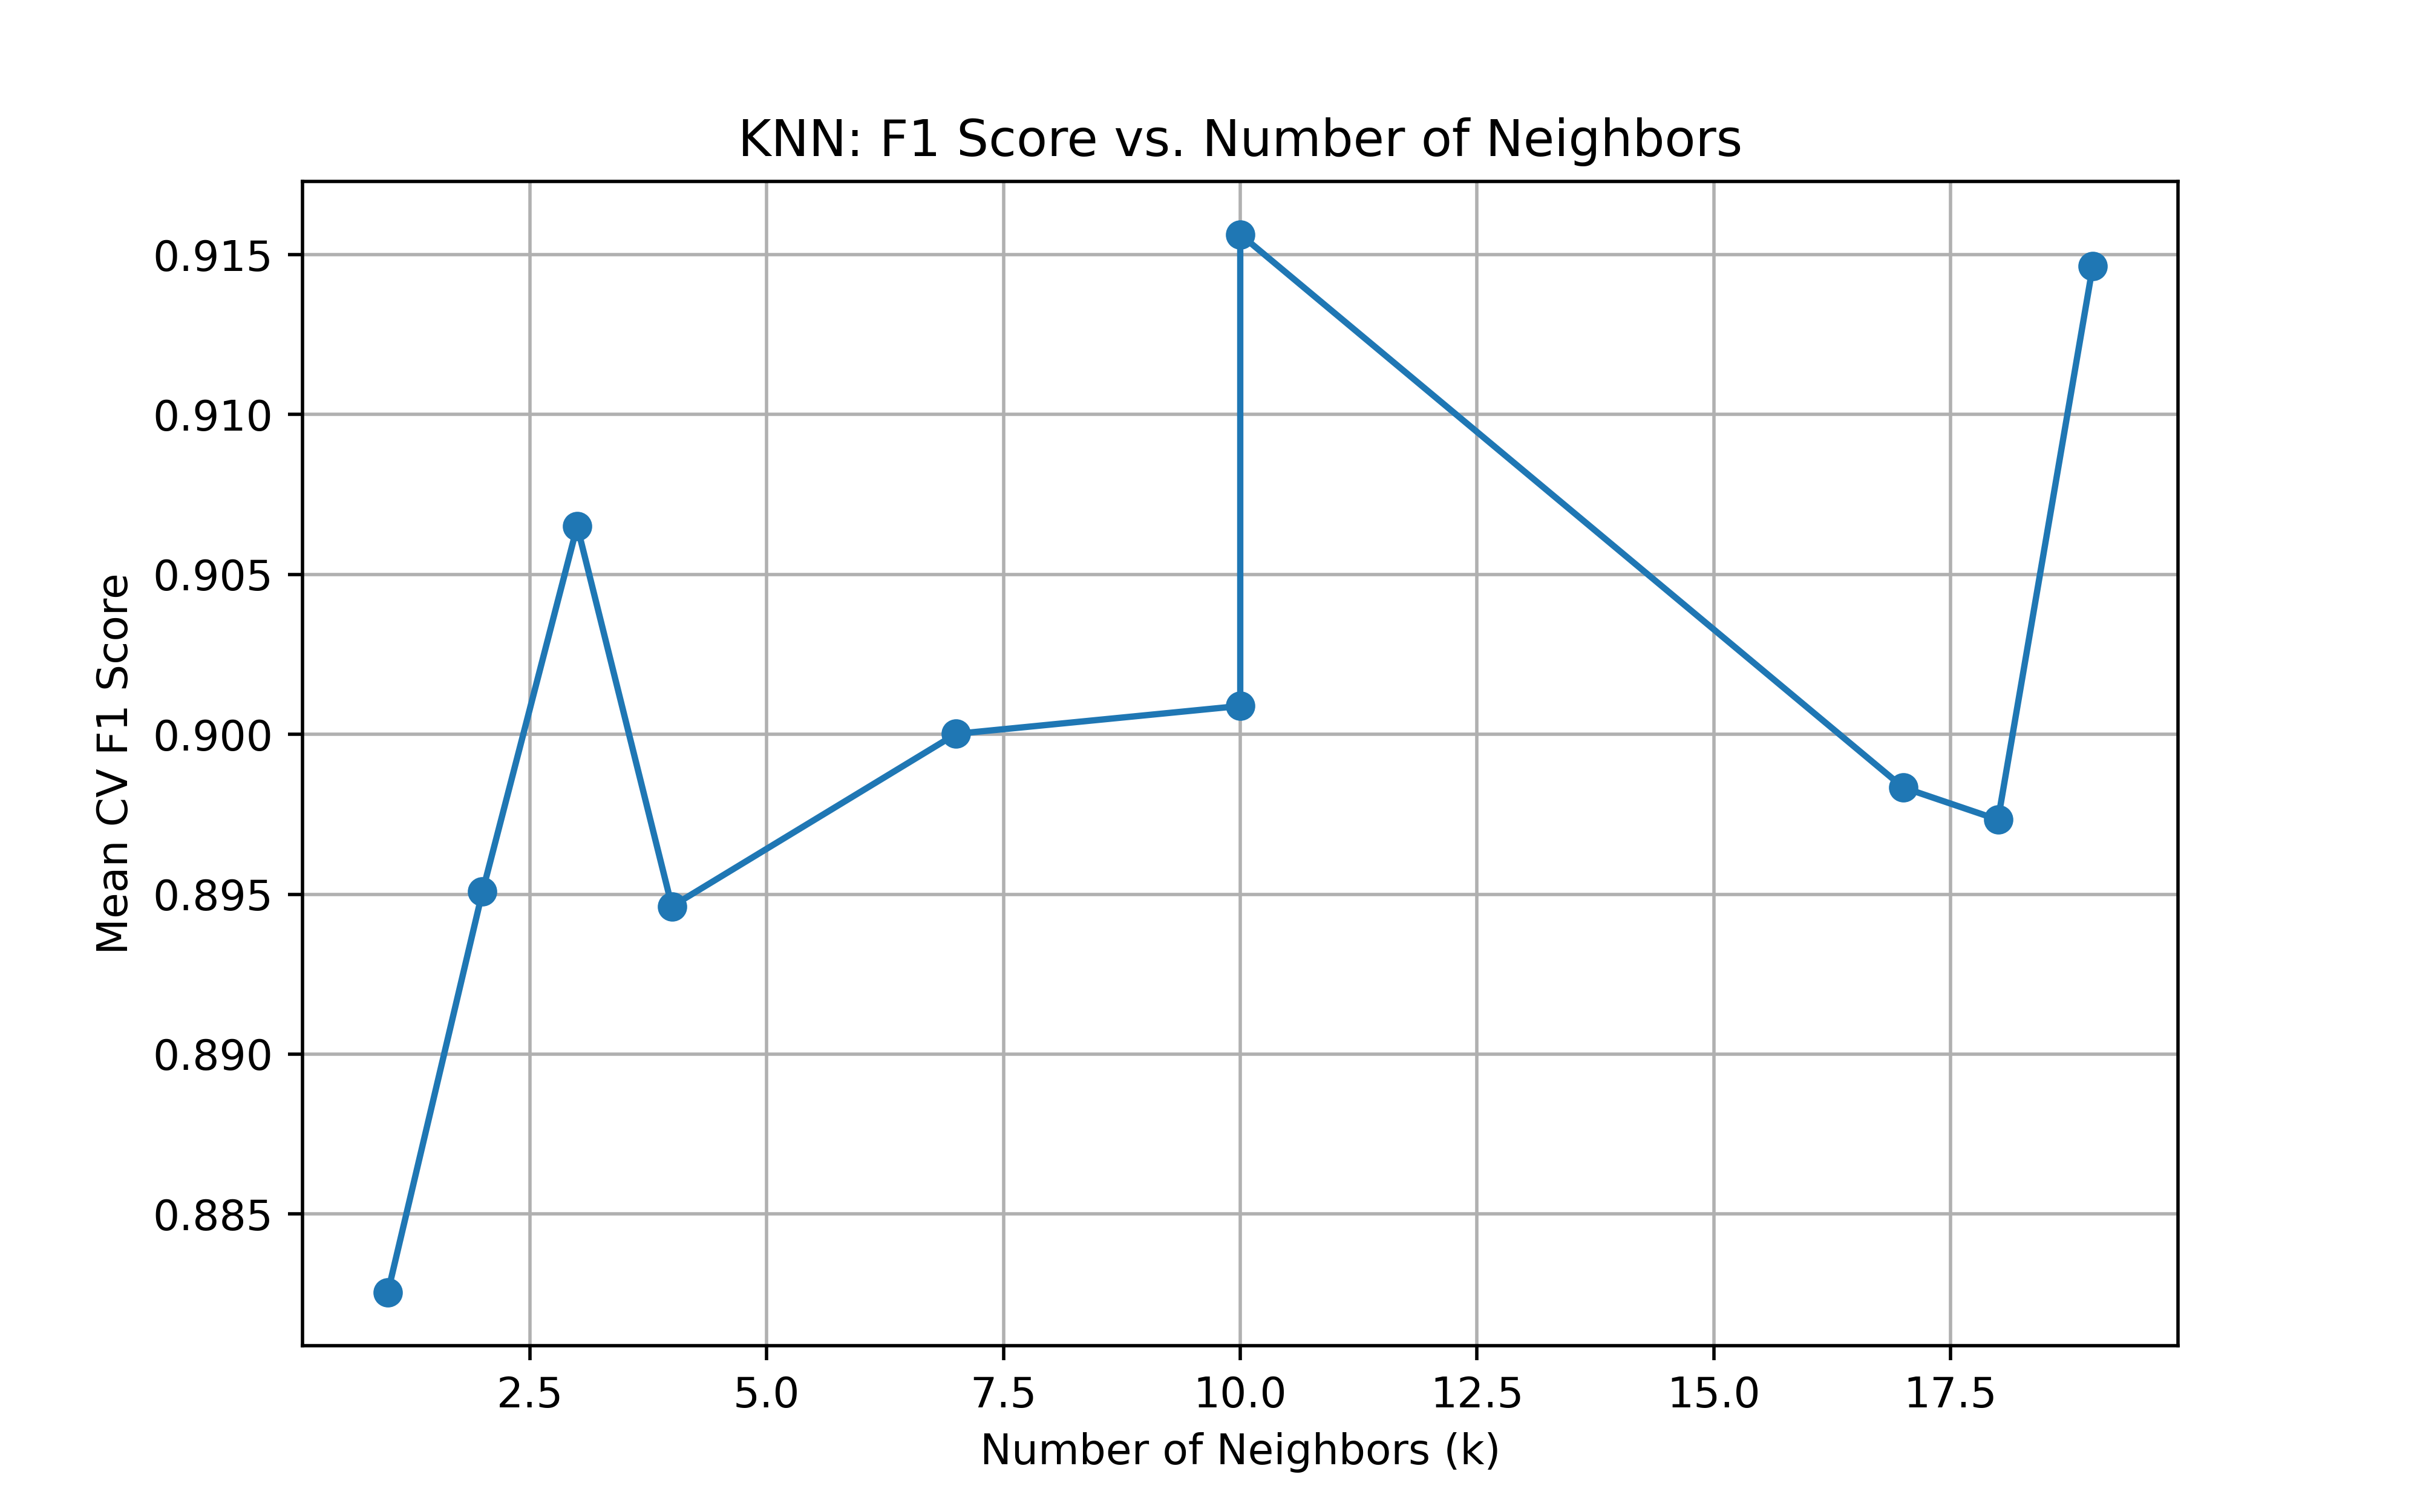 KNN: F1 Score vs. Number of Neighbors
Mean CV F1 Score
0.915
0.910
0.905
0.900
0.895
0.890
0.885
2.5 5.0 7.5 10.0 12.5 15.0 17.5
Number of Neighbors (k)